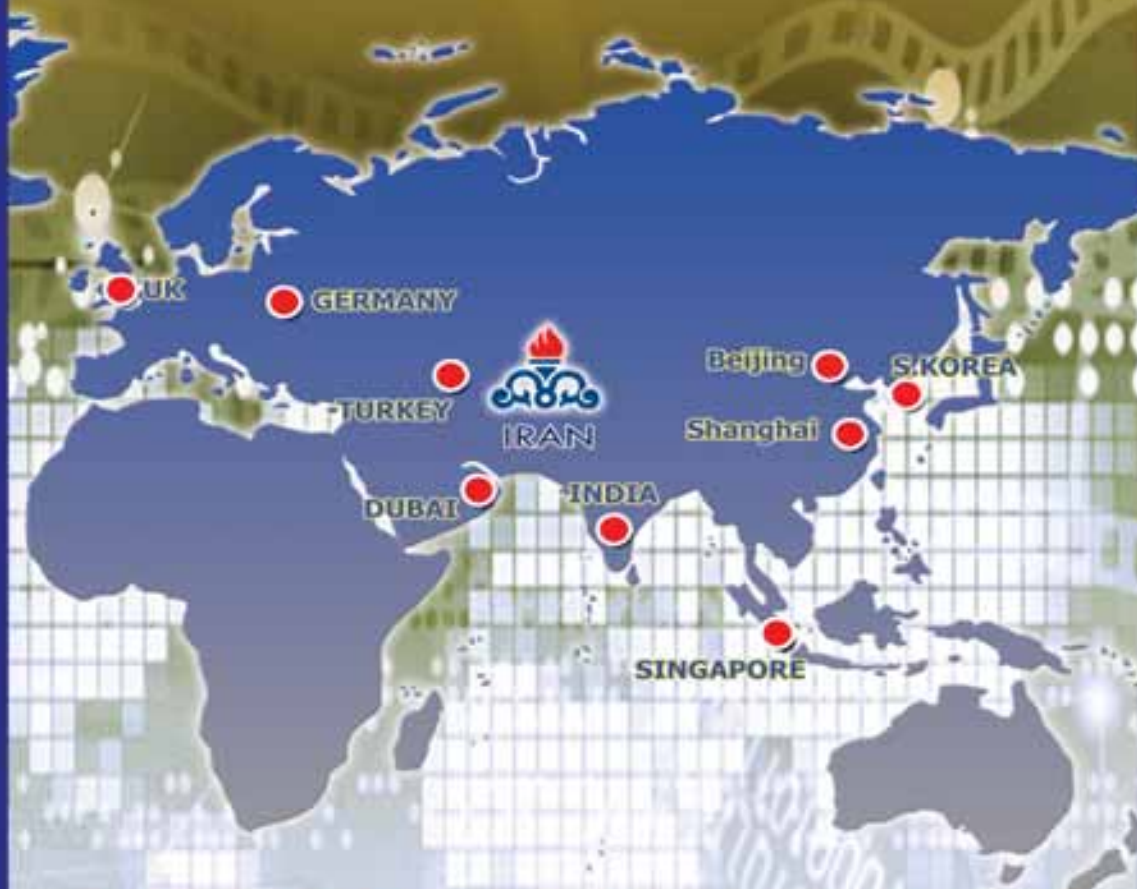 UK
GERMANY
Beijing
S.KOREA
TURKEY
IRAN
Shanghai
DUBAI
INDIA
SINGAPORE